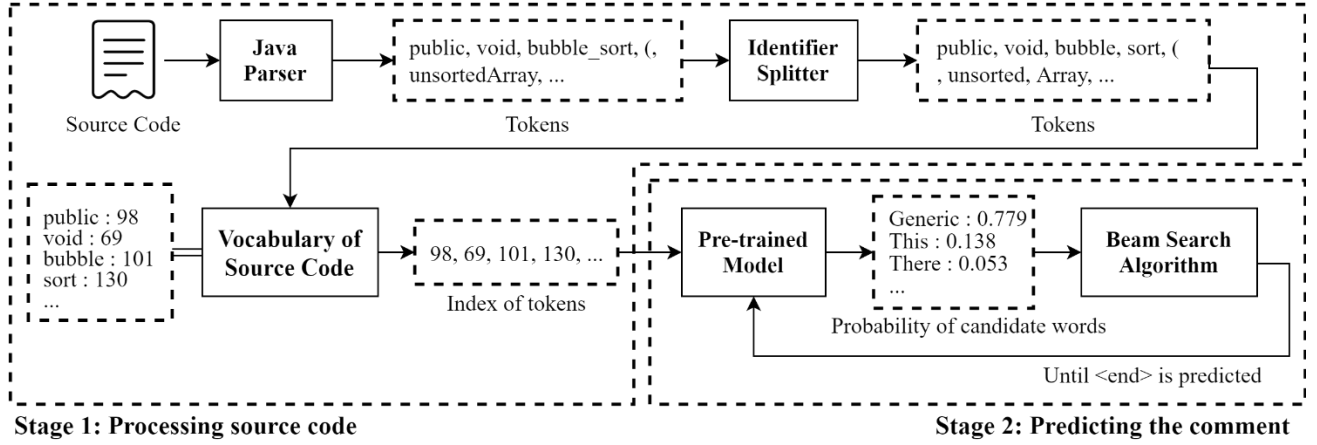 Java
Parser
public, void, bubble_sort, (,
unsortedArray, ...
Identifier
Splitter
public, void, bubble, sort, (
, unsorted, Array, ...
Source Code
Tokens
Tokens
public : 98
void : 69
bubble : 101
sort : 130
...
Vocabulary of
Source Code
98, 69, 101, 130, ...
Index of tokens
Pre-trained
Model
Generic : 0.779
This : 0.138
There : 0.053
...
Probability of candidate words
Beam Search
Algorithm
Until <end> is predicted
Stage 1: Processing source code
Stage 2: Predicting the comment